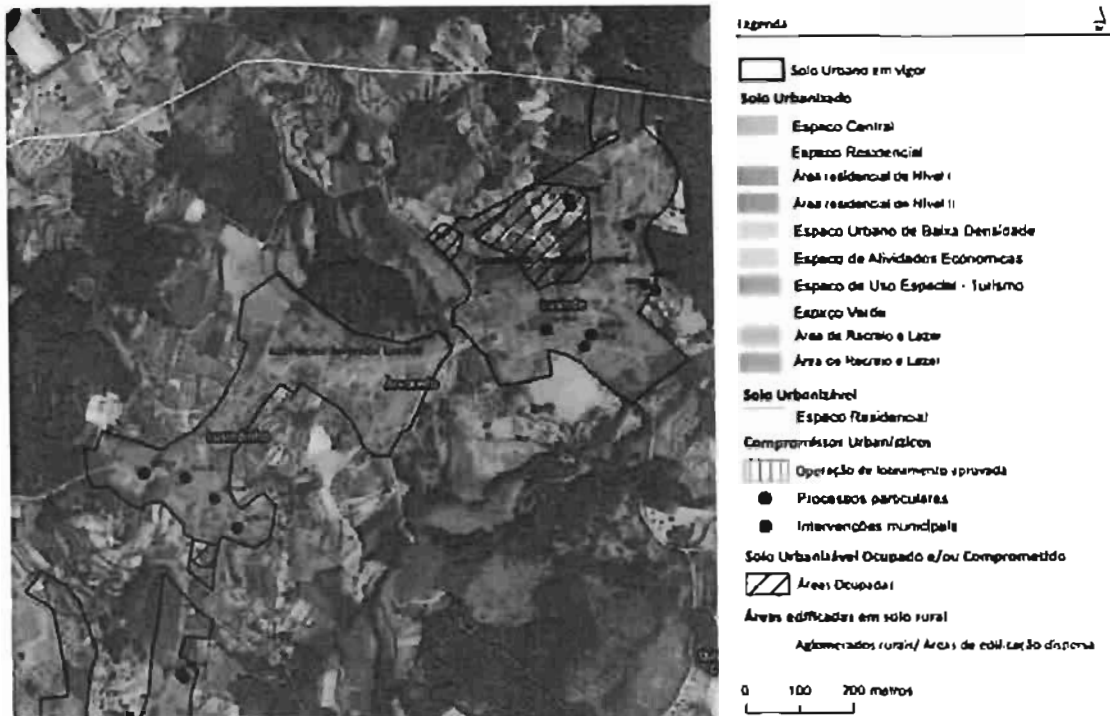 Legenda
Solo Urbano em vigor
Solo Urbanizado
Espaço Central
Espaço Residencial
Área residencial de Nível I
Área residencial de Nível II
Espaço Urbano de Baixa Densidade
Espaço de Atividades Económicas
Espaço de Uso Especial - Turismo
Espaço Verde
Área de Recreio e Lazer
Área de Recreio e Lazer
Solo Urbanizável
Espaço Residencial
Compromissos Urbanísticos
Operação de loteamento aprovada
Processos particulares
Intervenções municipais
Solo Urbanizável Ocupado e/ou Comprometido
Áreas Ocupadas
Áreas edificadas em solo rural
Aglomerados rurais/ Áreas de edificação dispersa
0 100 200 metros